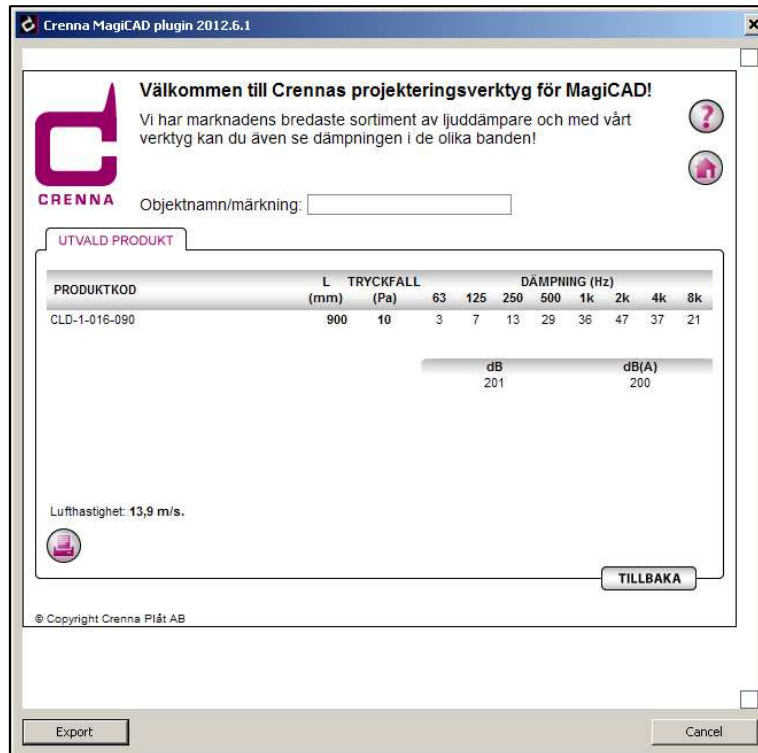 Crenna MagiCAD plugin 2012.6.1
Välkommen till Crennas projekteringsverktyg för MagiCAD!
Vi har marknadens bredaste sortiment av ljuddämpare och med vårt
verktyg kan du även se dämpningen i de olika banden!
?
CRENNA
Objektnamn/märkning:
UTVALD PRODUKT
PRODUKTKOD L TRYCKFALL DÄMPNING (Hz)
(mm) (Pa) 63 125 250 500 1k 2k 4k 8k
CLD-1-016-090 900 10 3 7 13 29 36 47 37 21
dB dB(A)
201 200
Lufthastighet: 13,9 m/s.
TILLBAKA
© Copyright Crenna Plåt AB
Export Cancel